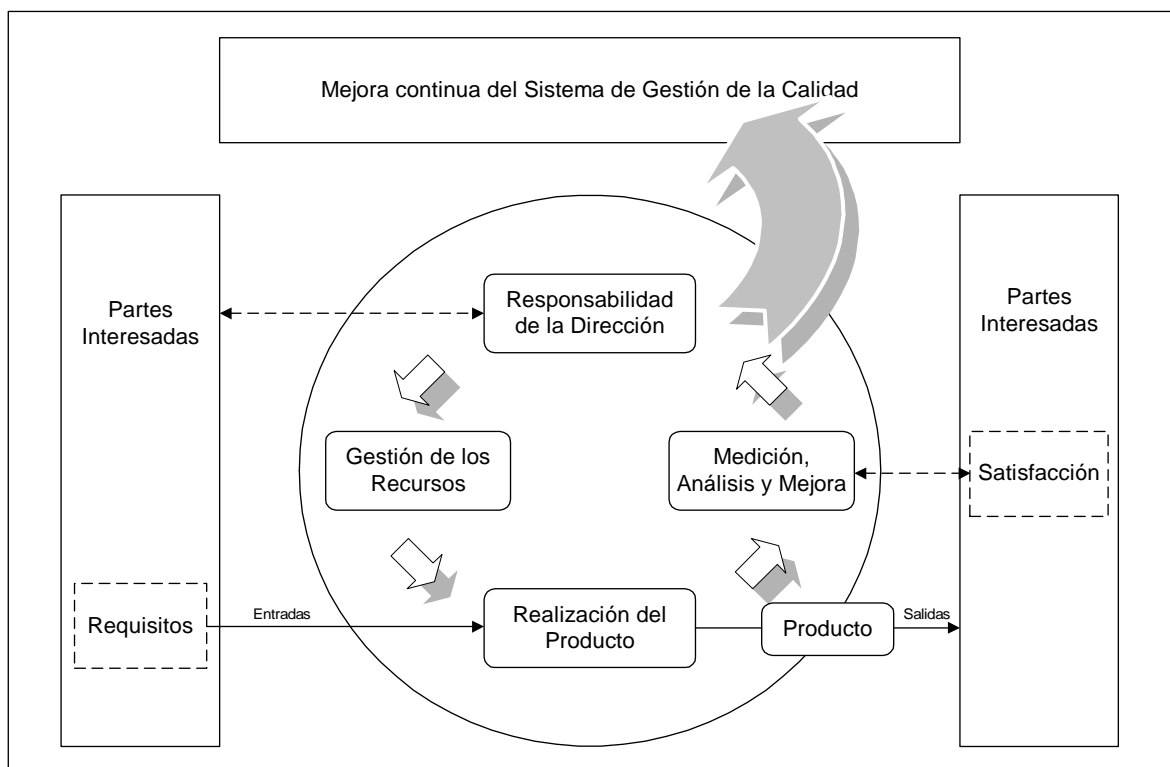 Mejora continua del Sistema de Gestión de la Calidad
Partes
Interesadas
Responsabilidad
de la Dirección
Partes
Interesadas
Gestión de los
Recursos
Medición,
Análisis y Mejora
Satisfacción
Requisitos
Entradas
Realización del
Producto
Producto
Salidas